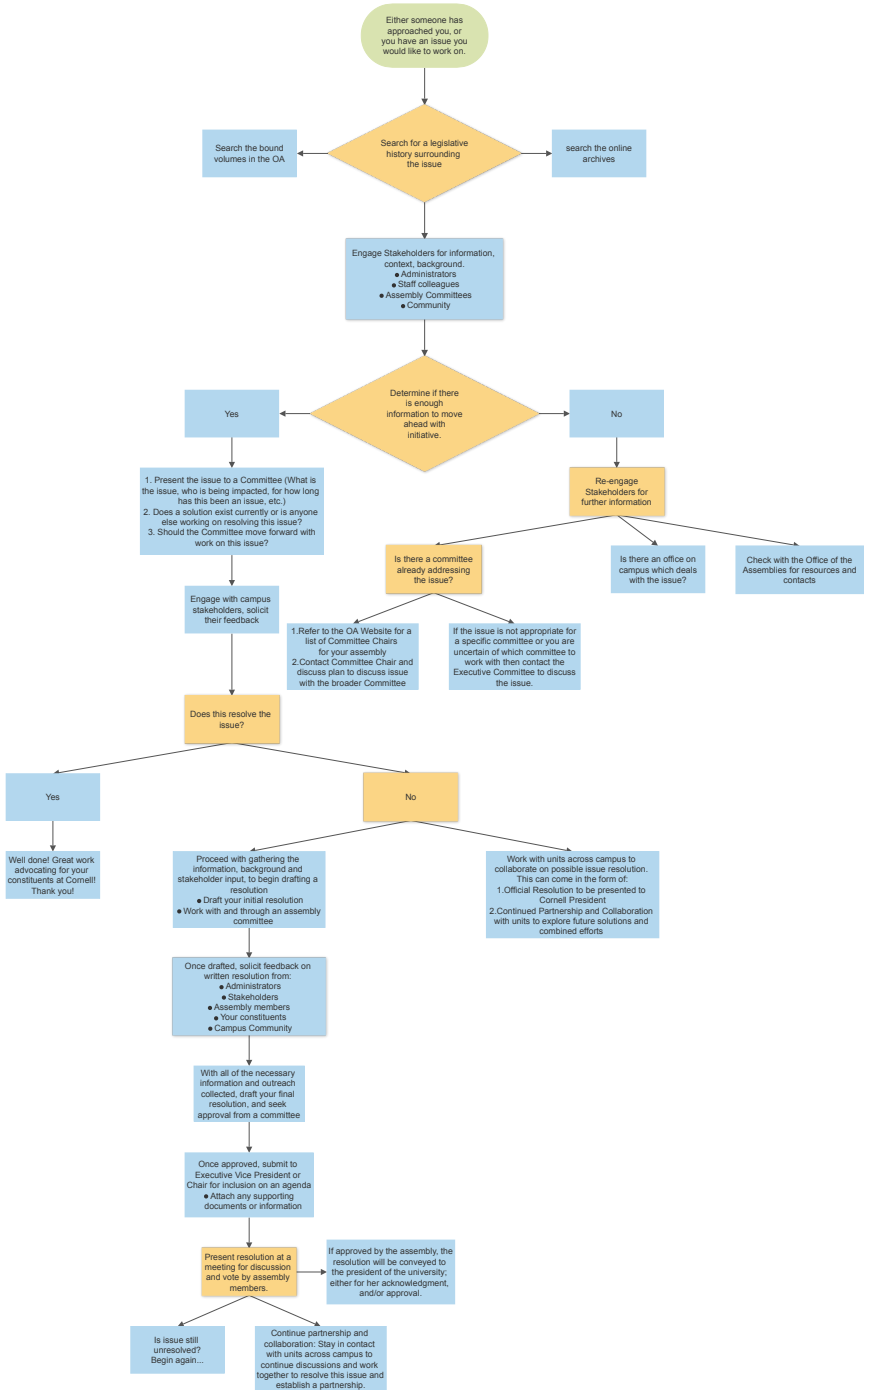 Either someone has
approached you, or
you have an issue you
would like to work on.
Search for a legislative
history surrounding
the issue
Search the bound
volumes in the OA
search the online
archives
Engage Stakeholders for information,
context, background.
● Administrators
● Staff colleagues
● Assembly Committees
● Community
Determine if there
is enough
information to move
ahead with
initiative.
Yes
No
1. Present the issue to a Committee (What is
the issue, who is being impacted, for how long
has this been an issue, etc.)
2. Does a solution exist currently or is anyone
else working on resolving this issue?
3. Should the Committee move forward with
work on this issue?
Re-engage
Stakeholders for
further information
Is there a committee
already addressing
the issue?
Is there an office on
campus which deals
with the issue?
Check with the Office of the
Assemblies for resources and
contacts
Engage with campus
stakeholders, solicit
their feedback
1.Refer to the OA Website for a
list of Committee Chairs
for your assembly
2.Contact Committee Chair and
discuss plan to discuss issue
with the broader Committee
If the issue is not appropriate for
a specific committee or you are
uncertain of which committee to
work with then contact the
Executive Committee to discuss
the issue.
Does this resolve the
issue?
Yes
No
Well done! Great work
advocating for your
constituents at Cornell!
Thank you!
Proceed with gathering the
information, background and
stakeholder input, to begin drafting a
resolution
● Draft your initial resolution
● Work with and through an assembly
committee
Work with units across campus to
collaborate on possible issue resolution.
This can come in the form of:
1.Official Resolution to be presented to
Cornell President
2.Continued Partnership and Collaboration
with units to explore future solutions and
combined efforts
Once drafted, solicit feedback on
written resolution from:
● Administrators
● Stakeholders
● Assembly members
● Your constituents
● Campus Community
With all of the necessary
information and outreach
collected, draft your final
resolution, and seek
approval from a committee
Once approved, submit to
Executive Vice President or
Chair for inclusion on an agenda
● Attach any supporting
documents or information
Present resolution at a
meeting for discussion
and vote by assembly
members.
If approved by the assembly, the
resolution will be conveyed to
the president of the university;
either for her acknowledgment,
and/or approval.
Is issue still
unresolved?
Begin again...
Continue partnership and
collaboration: Stay in contact
with units across campus to
continue discussions and work
together to resolve this issue and
establish a partnership.